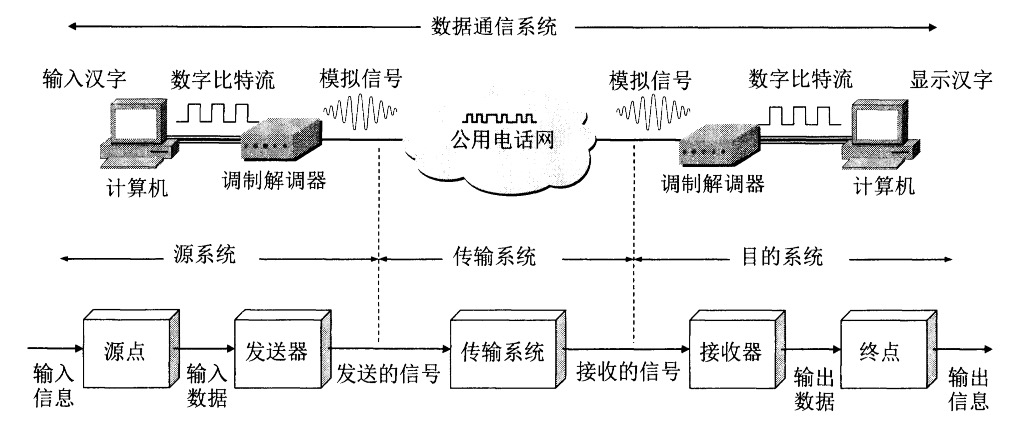 数据通信系统
输入汉字
数字比特流
模拟信号
模拟信号
数字比特流
显示汉字
公用电话网
计算机
调制解调器
调制解调器
计算机
源系统
传输系统
目的系统
源点
发送器
传输系统
接收器
终点
输入
信息
输入
数据
发送的信号
接收的信号
输出
数据
输出
信息